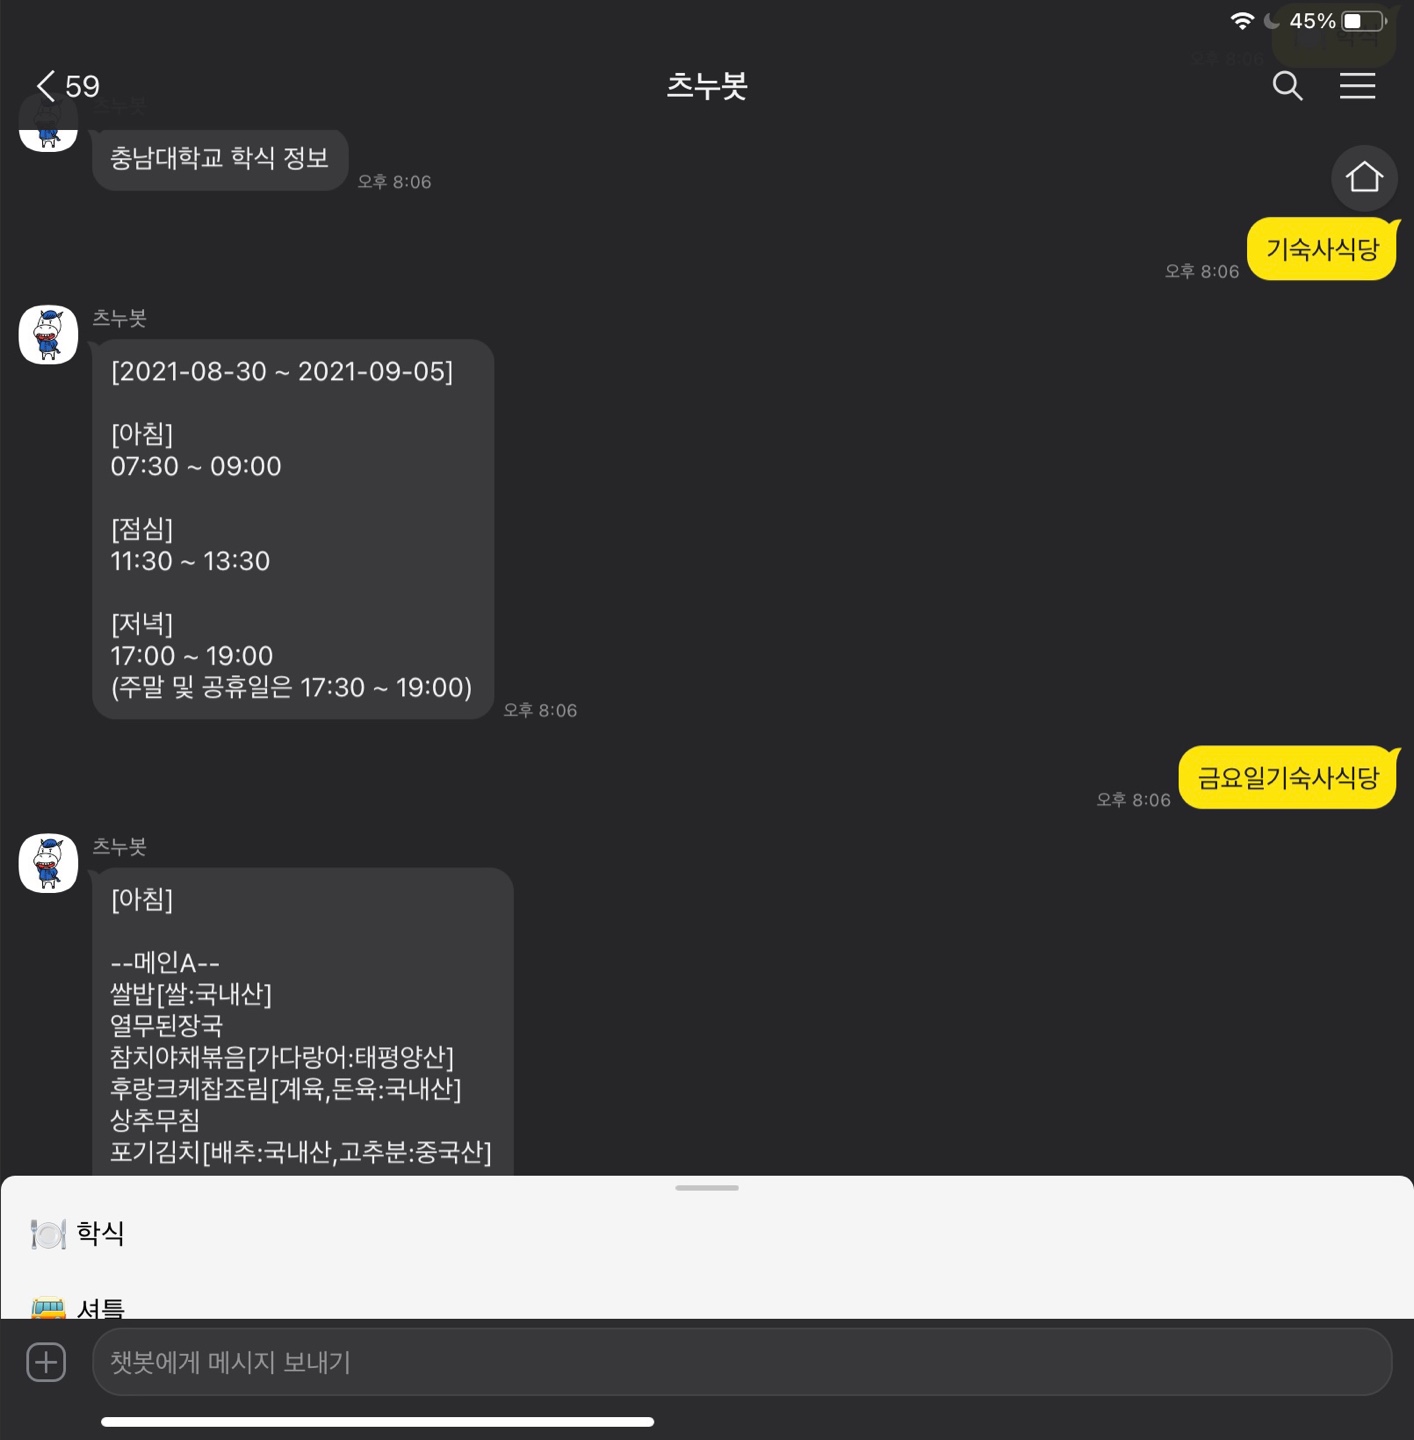 45%
59
츠누봇
충남대학교 학식 정보
오후 8:06
기숙사식당
오후 8:06
츠누봇
[2021-08-30 ~ 2021-09-05]
[아침]
07:30 ~ 09:00
[점심]
11:30 ~ 13:30
[저녁]
17:00 ~ 19:00
(주말 및 공휴일은 17:30 ~ 19:00)
오후 8:06
금요일기숙사식당
오후 8:06
츠누봇
[아침]
--메인A--
쌀밥[쌀:국내산]
열무된장국
참치야채볶음[가다랑어:태평양산]
후랑크케찹조림[계육,돈육:국내산]
상추무침
포기김치[배추:국내산,고추분:중국산]
학식
셔틀
챗봇에게 메시지 보내기